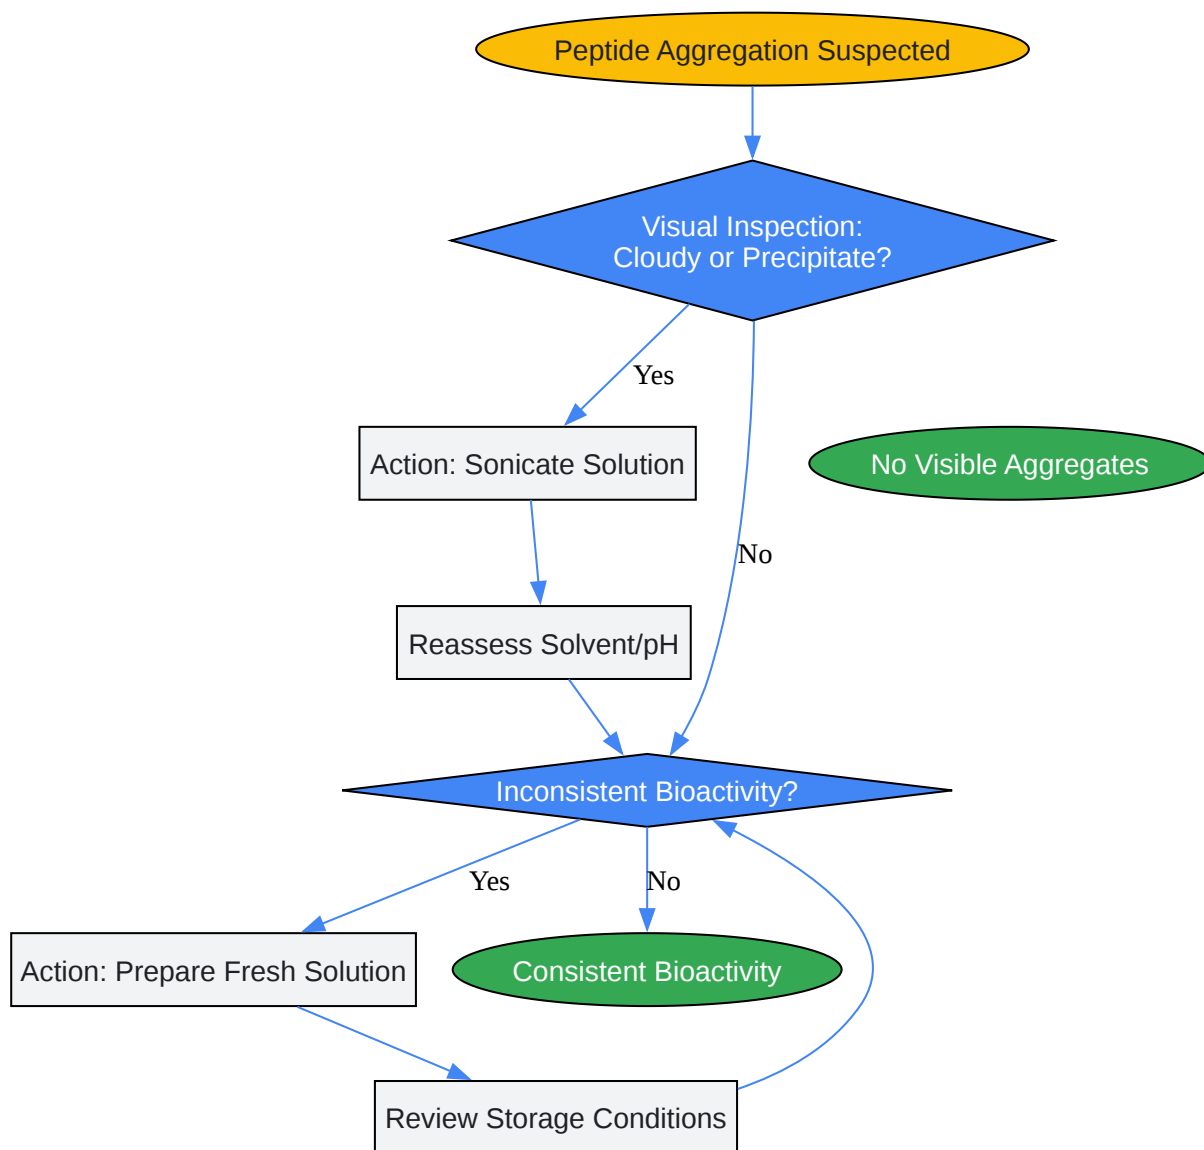 Peptide Aggregation Suspected
Visual Inspection:
Cloudy or Precipitate?
Yes
Action: Sonicate Solution
No Visible Aggregates
No
Reassess Solvent/pH
Inconsistent Bioactivity?
Yes
No
Action: Prepare Fresh Solution
Consistent Bioactivity
Review Storage Conditions